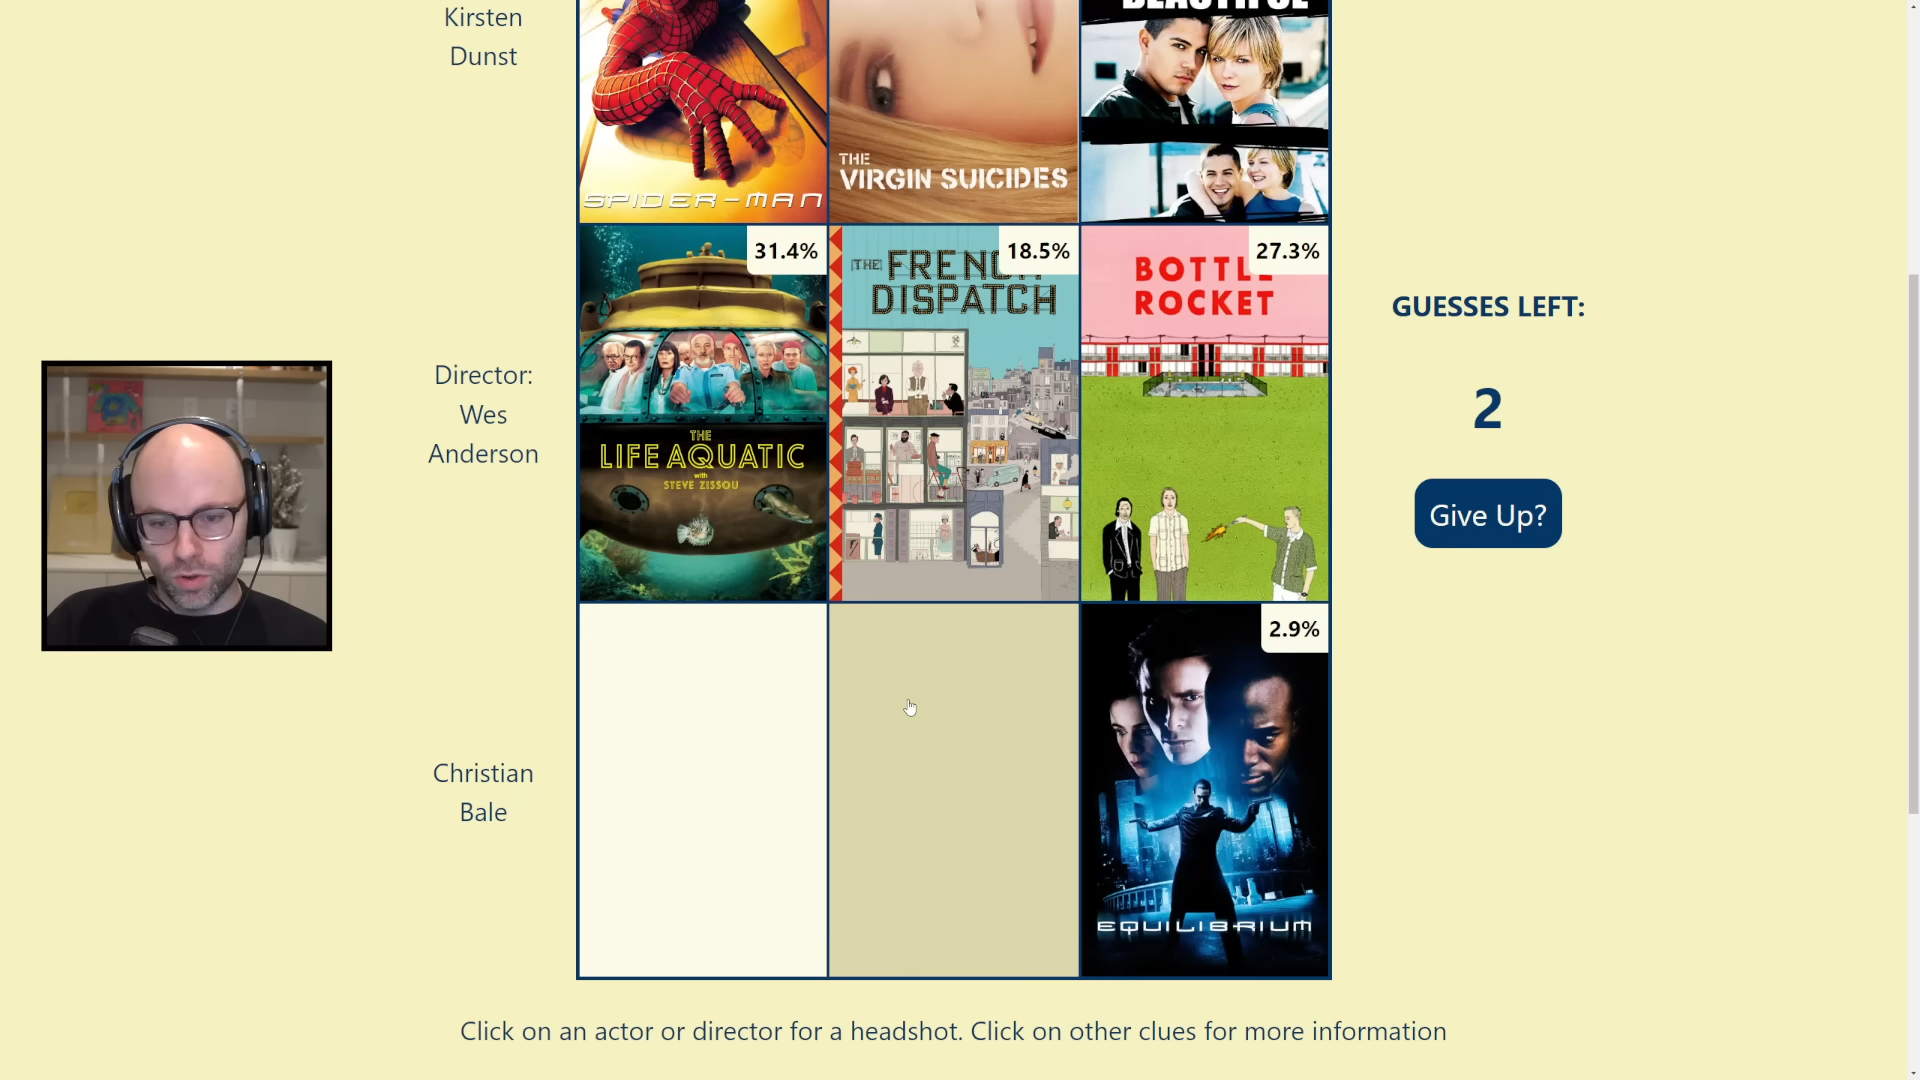 Kirsten
Dunst
SPIDER-MAN
THE
VIRGIN SUICIDES
BEAUTIFUL
Director:
Wes
Anderson
31.4%
THE
LIFE AQUATIC
with
STEVE ZISSOU
18.5%
THE FRENC
DISPATCH
27.3%
BOTTLE
ROCKET
GUESSES LEFT:
2
Give Up?
Christian
Bale
2.9%
EQUILIBRIUM
Click on an actor or director for a headshot. Click on other clues for more information